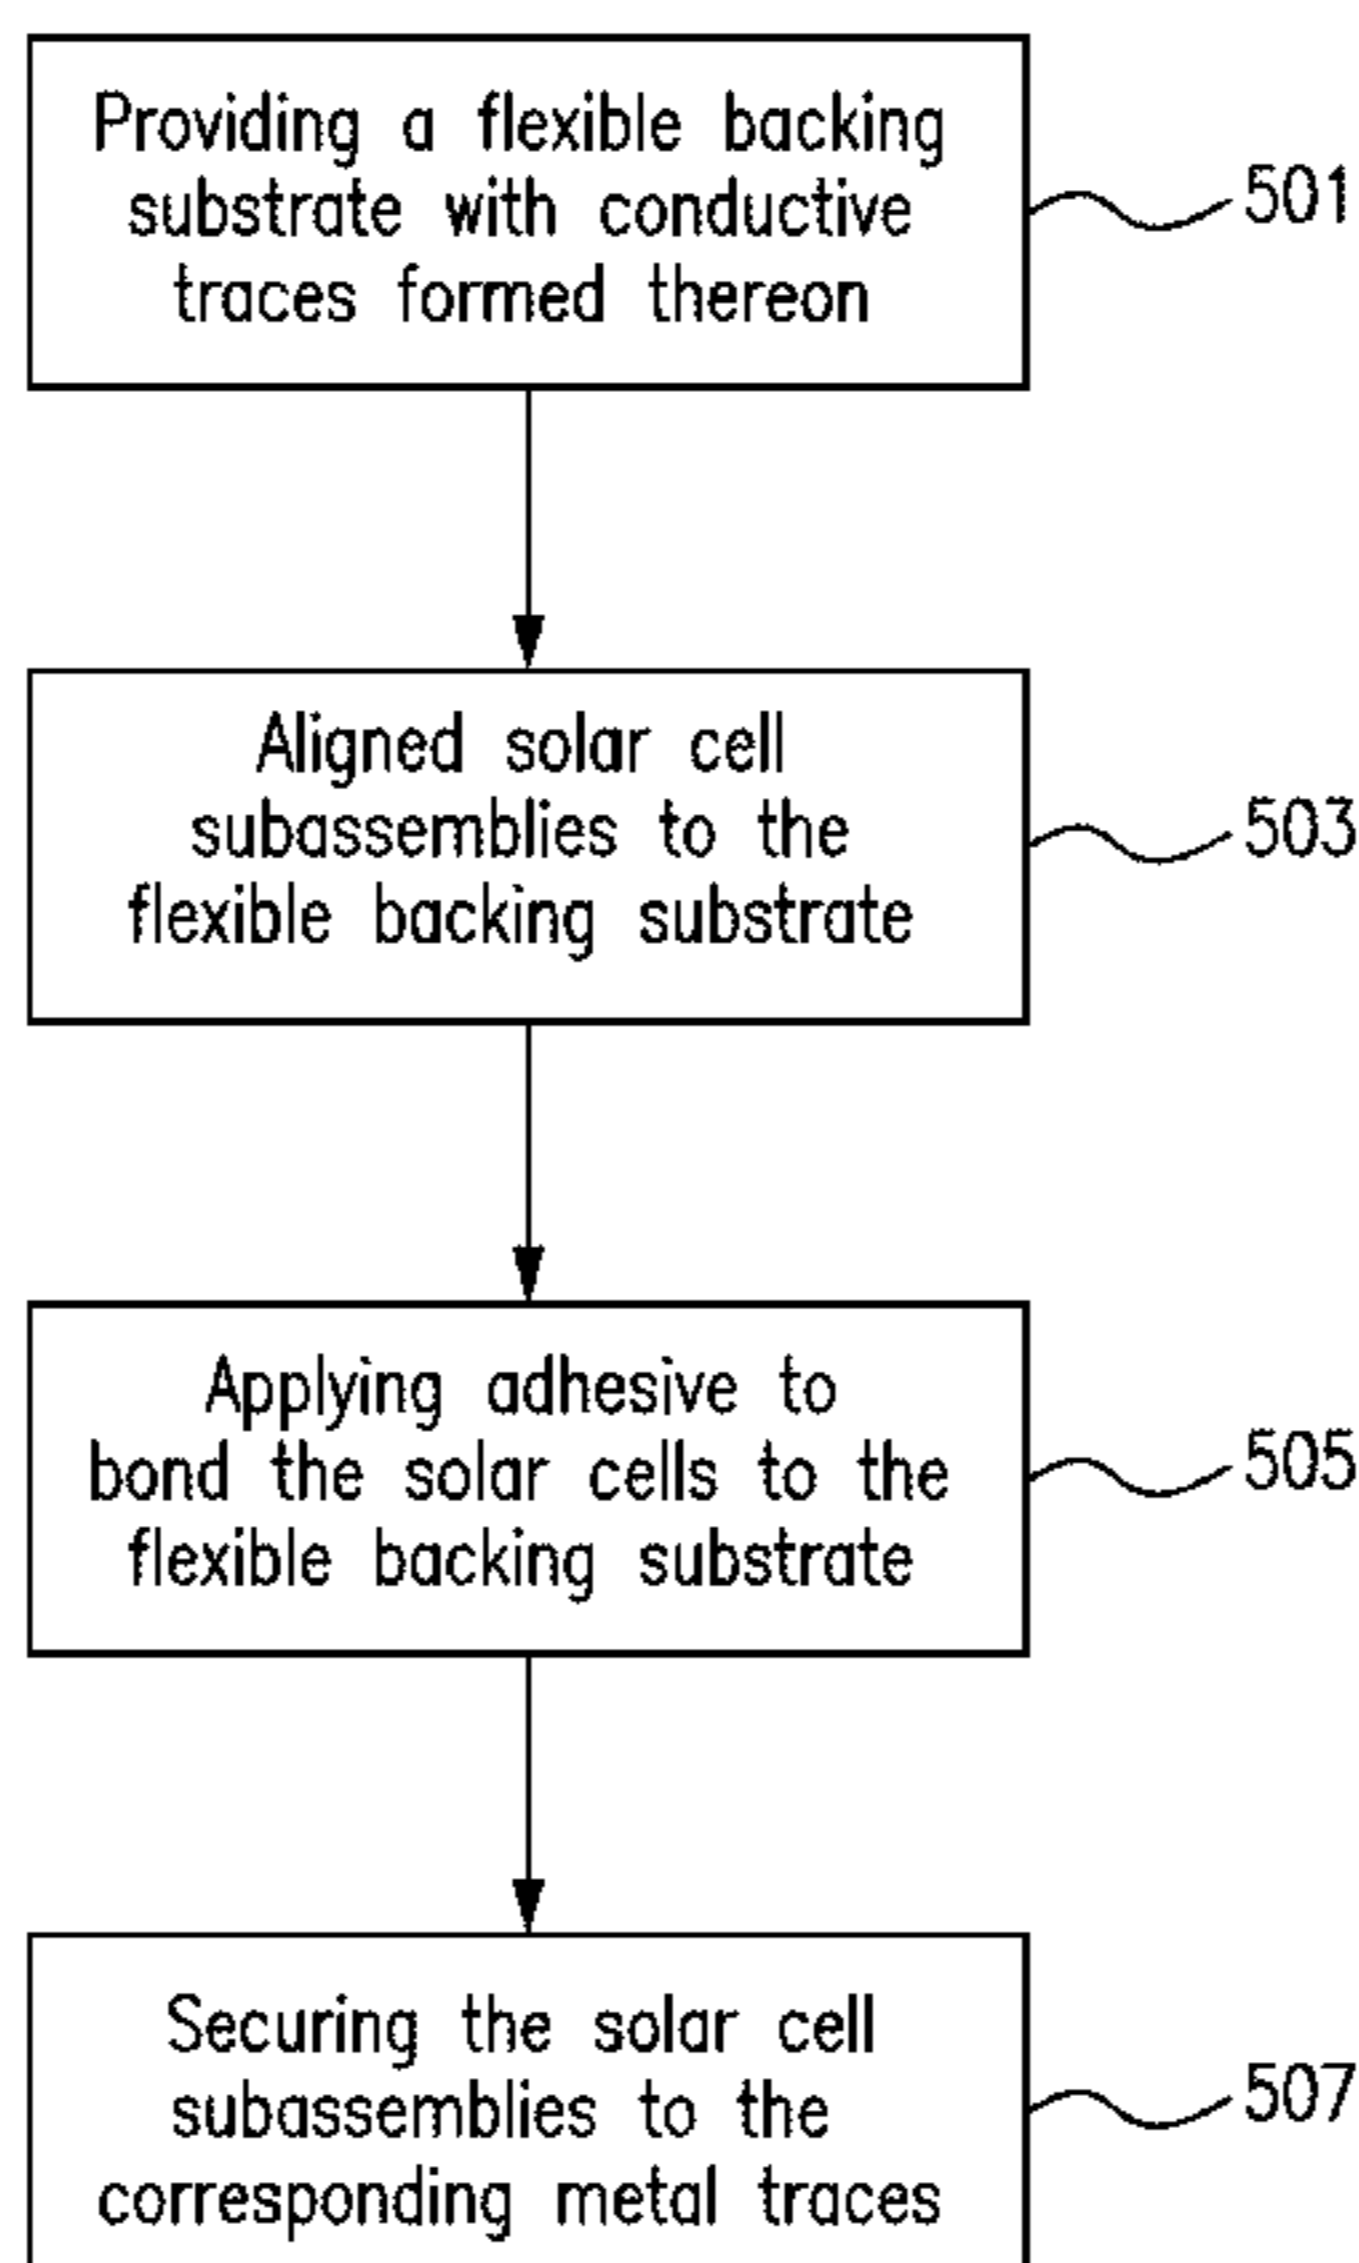 Providing a flexible backing
substrate with conductive
traces formed thereon
501
Aligned solar cell
subassemblies to the
flexible backing substrate
503
Applying adhesive to
bond the solar cells to the
flexible backing substrate
505
Securing the solar cell
subassemblies to the
corresponding metal traces
507